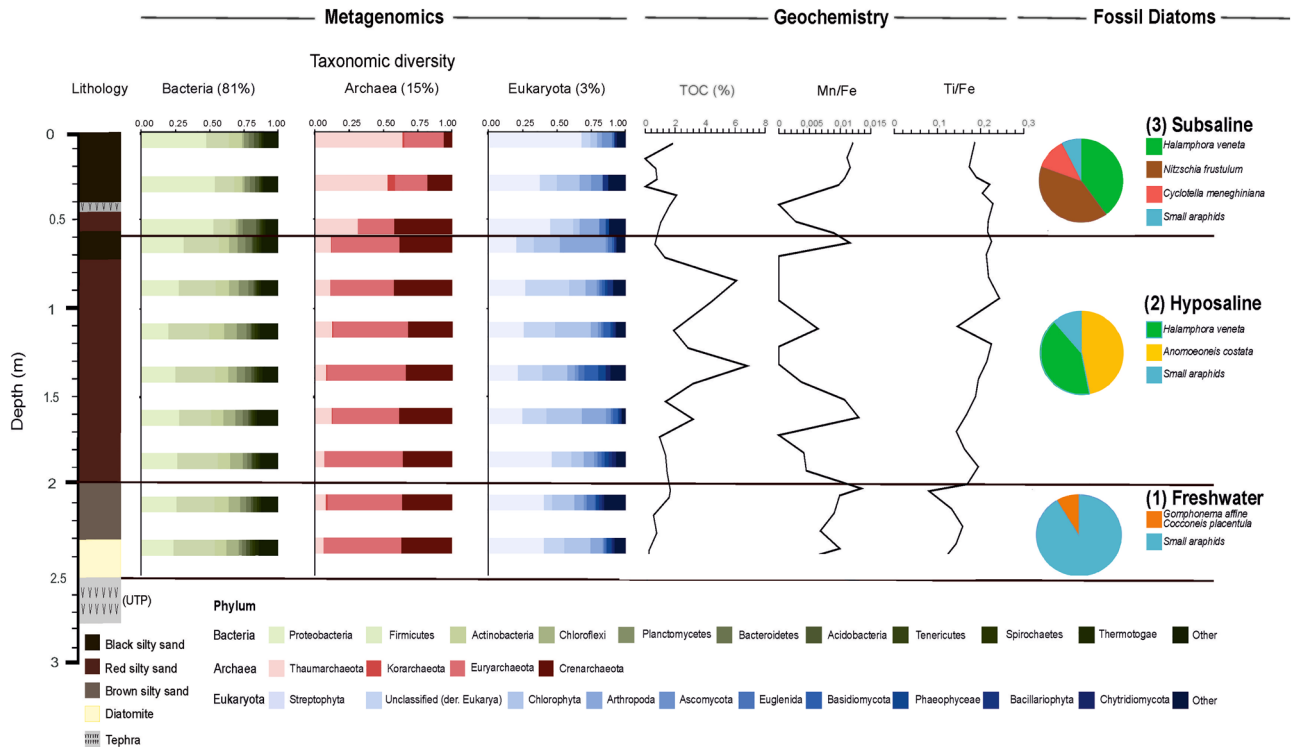 Metagenomics Geochemistry Fossil Diatoms
Taxonomic diversity
Lithology Bacteria (81%) Archaea (15%) Eukaryota (3%) TOC (%) Mn/Fe Ti/Fe
0.00 0.25 0.50 0.75 1.00 0.00 0.25 0.50 0.75 1.00 0.00 0.25 0.50 0.75 1.00 0 2 4 6 8 0 0,005 0,01 0,015 0 0,1 0,2 0,3
Depth (m)
0
0.5
1
1.5
2
2.5
3
(3) Subsaline
Halamphora veneta
Nitzschia frustulum
Cyclotella meneghiniana
Small araphids
(2) Hyposaline
Halamphora veneta
Anomoeoneis costata
Small araphids
(1) Freshwater
Gomphonema affine
Cocconeis placentula
Small araphids
(UTP)
Black silty sand
Red silty sand
Brown silty sand
Diatomite
Tephra
Phylum
Bacteria Proteobacteria Firmicutes Actinobacteria Chloroflexi Planctomycetes Bacteroidetes Acidobacteria Tenericutes Spirochaetes Thermotogae Other
Archaea Thaumarchaeota Korarchaeota Euryarchaeota Crenarchaeota
Eukaryota Streptophyta Unclassified (der. Eukarya) Chlorophyta Arthropoda Ascomycota Euglenida Basidiomycota Phaeophyceae Bacillariophyta Chytridiomycota Other